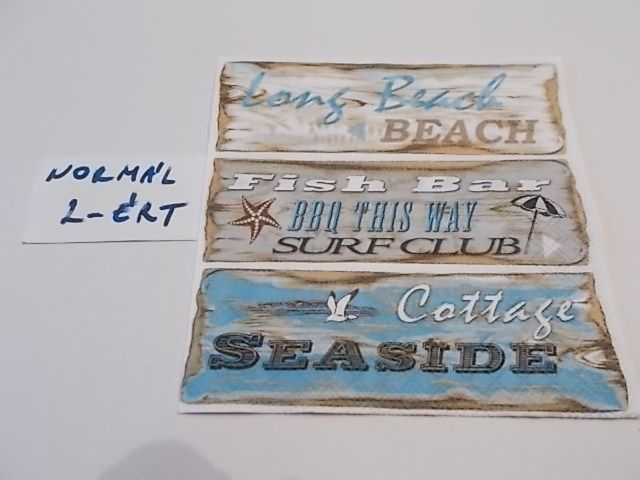 NORMÁL
2-ÉRT
Long Beach
BEACH
Fish Bar
BBQ THIS WAY
SURF CLUB
Cottage
SEASIDE